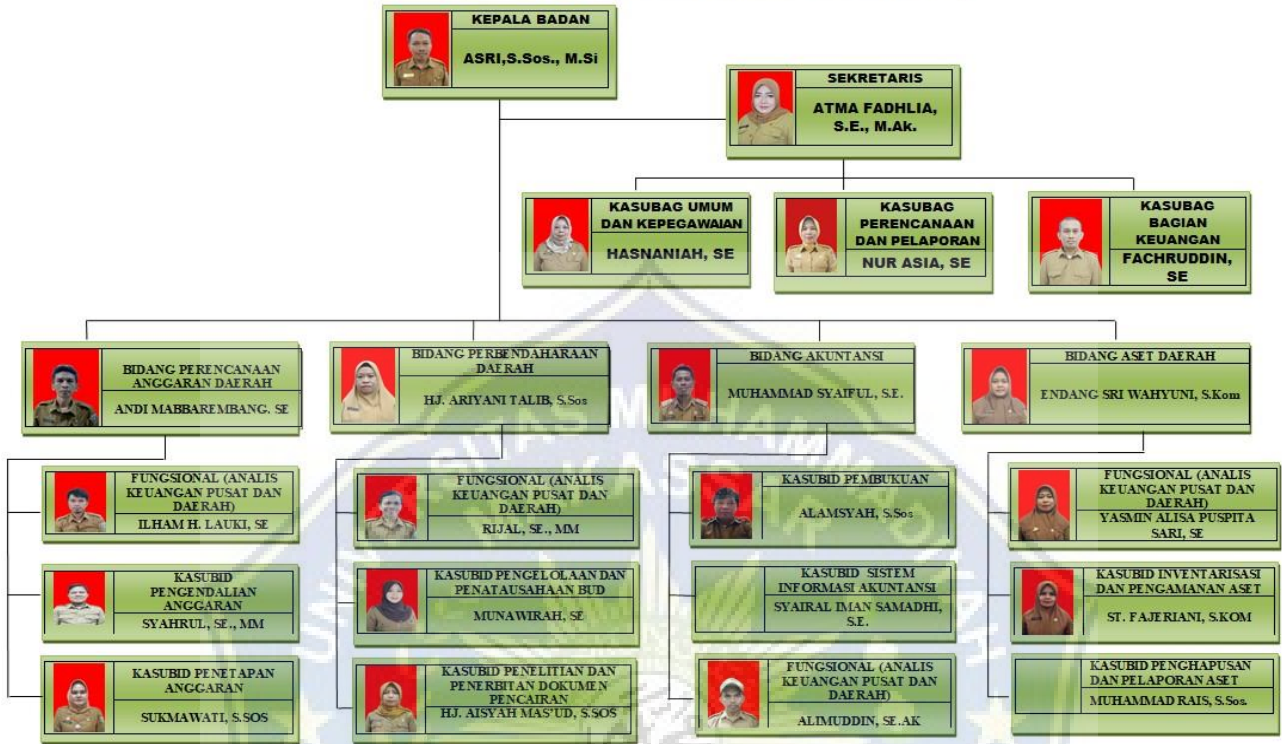 KEPALA BADAN
ASRI,S.Sos., M.Si
SEKRETARIS
ATMA FADHLIA,
S.E., M.Ak.
KASUBAG UMUM
DAN KEPEGAWAIAN
HASNANIAH, SE
KASUBAG
PERENCANAAN
DAN PELAPORAN
NUR ASIA, SE
KASUBAG
BAGIAN
KEUANGAN
FACHRUDDIN,
SE
BIDANG PERENCANAAN
ANGGARAN DAERAH
ANDI MABBAREMBANG. SE
BIDANG PERBENDAHARAAN
DAERAH
HJ. ARIYANI TALIB, S.Sos
BIDANG AKUNTANSI
MUHAMMAD SYAIFUL, S.E.
BIDANG ASET DAERAH
ENDANG SRI WAHYUNI, S.Kom
FUNGSIONAL (ANALIS
KEUANGAN PUSAT DAN
DAERAH)
ILHAM H. LAUKI, SE
KASUBID
PENGENDALIAN
ANGGARAN
SYAHRUL, SE., MM
KASUBID PENETAPAN
ANGGARAN
SUKMAWATI, S.SOS
FUNGSIONAL (ANALIS
KEUANGAN PUSAT DAN
DAERAH)
RIJAL, SE., MM
KASUBID PENGELOLAAN DAN
PENATAUSAHAAN BUD
MUNAWIRAH, SE
KASUBID PENELITIAN DAN
PENERBITAN DOKUMEN
PENCAIRAN
HJ. AISYAH MAS'UD, S.SOS
KASUBID PEMBUKUAN
ALAMSYAH, S.Sos
KASUBID SISTEM
INFORMASI AKUNTANSI
SYAIRAL IMAN SAMADHI,
S.E.
FUNGSIONAL (ANALIS
KEUANGAN PUSAT DAN
DAERAH)
ALIMUDDIN, SE.AK
FUNGSIONAL (ANALIS
KEUANGAN PUSAT DAN
DAERAH)
YASMIN ALISA PUSPITA
SARI, SE
KASUBID INVENTARISASI
DAN PENGAMANAN ASET
ST. FAJERIANI, S.KOM
KASUBID PENGHAPUSAN
DAN PELAPORAN ASET
MUHAMMAD RAIS, S.Sos.